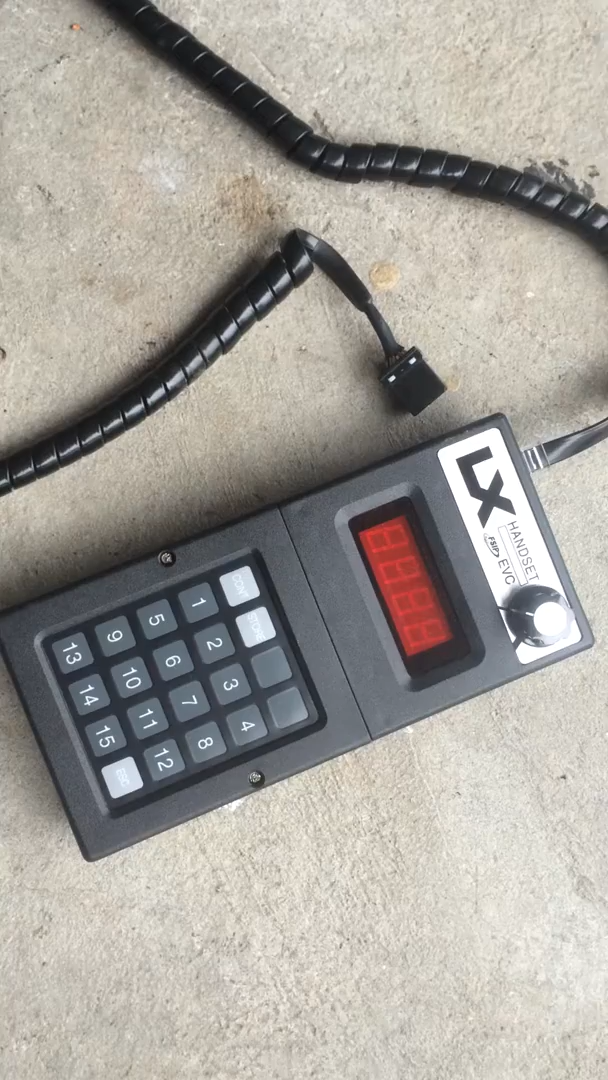 LX
HANDSET
FSIP EVC
CONT STORE
1 2 3 4
5 6 7 8
9 10 11 12
13 14 15 ESC